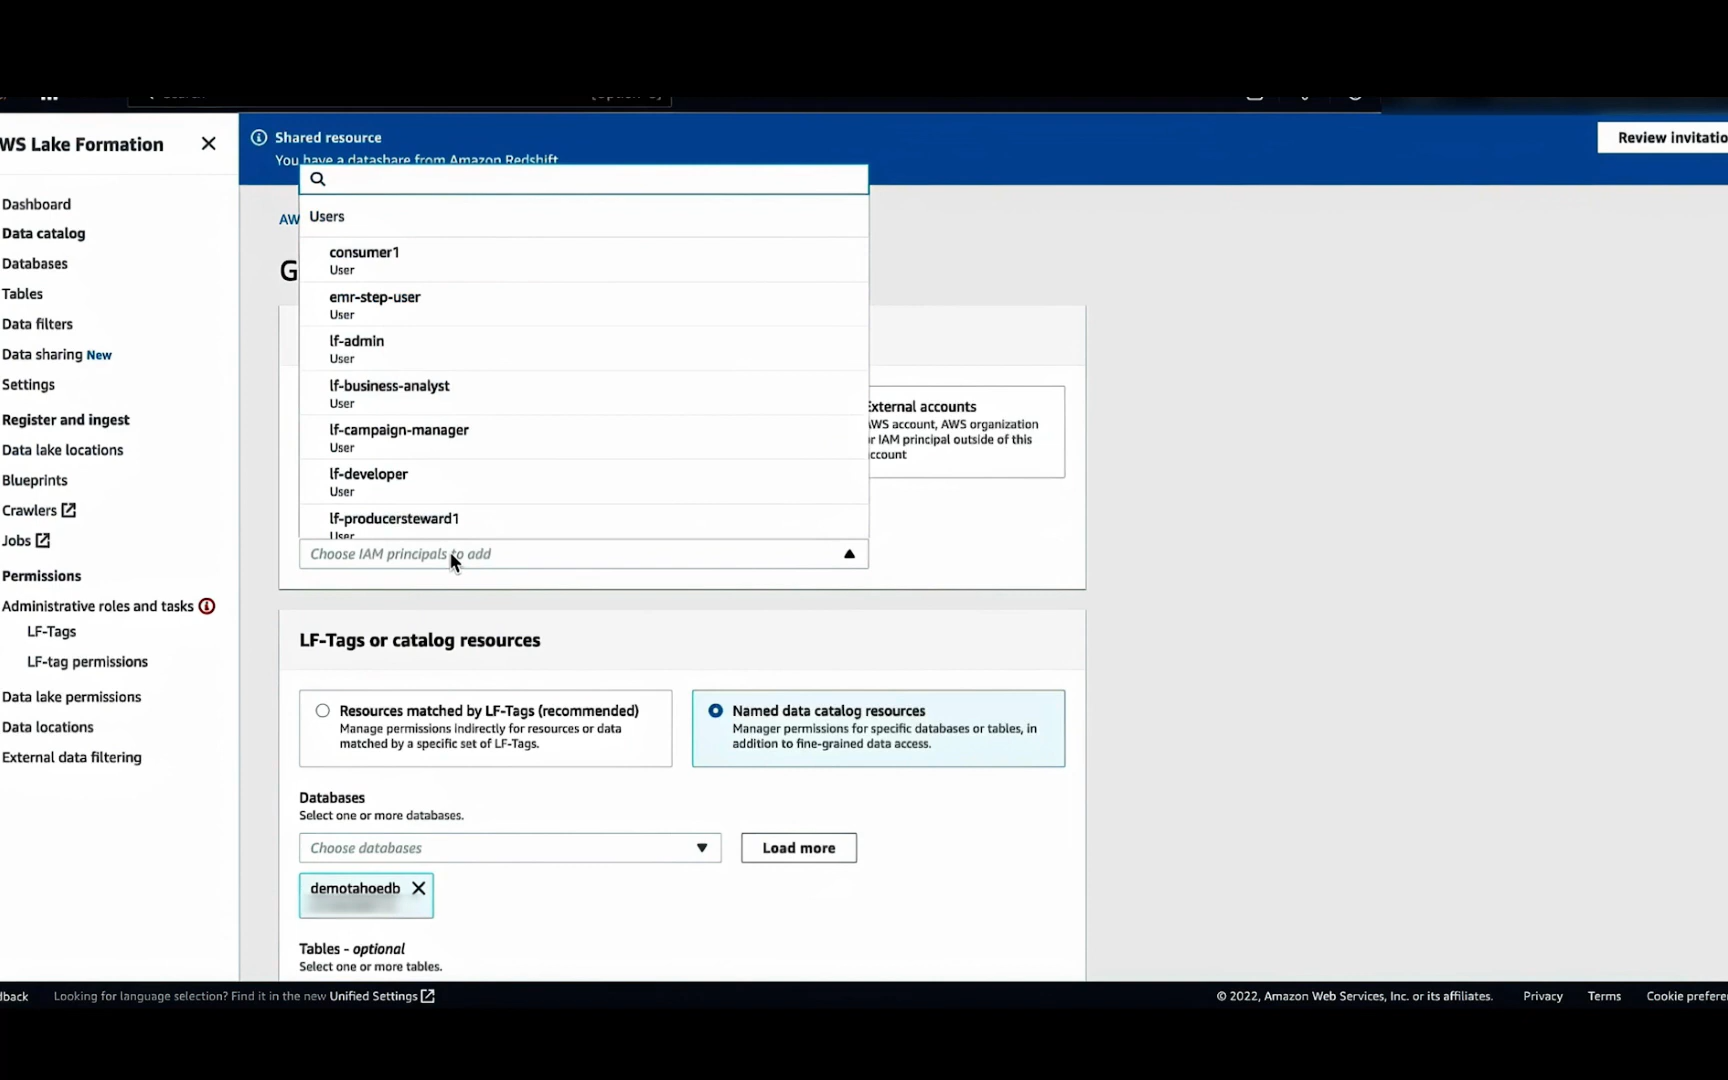 WS Lake Formation
Dashboard
Data catalog
Databases
Tables
Data filters
Data sharing New
Settings
Register and ingest
Data lake locations
Blueprints
Crawlers
Jobs
Permissions
Administrative roles and tasks
LF-Tags
LF-tag permissions
Data lake permissions
Data locations
External data filtering
Shared resource
You have a datashare from Amazon Redshift
Review invitatio
AW
G
Users
consumer1
User
emr-step-user
User
lf-admin
User
lf-business-analyst
User
lf-campaign-manager
User
lf-developer
User
lf-producersteward1
User
Choose IAM principals to add
External accounts
AWS account, AWS organization
or IAM principal outside of this
account
LF-Tags or catalog resources
Resources matched by LF-Tags (recommended)
Manage permissions indirectly for resources or data
matched by a specific set of LF-Tags.
Named data catalog resources
Manager permissions for specific databases or tables, in
addition to fine-grained data access.
Databases
Select one or more databases.
Choose databases
Load more
demotahoedb
Tables - optional
Select one or more tables.
dback
Looking for language selection? Find it in the new Unified Settings
© 2022, Amazon Web Services, Inc. or its affiliates.
Privacy
Terms
Cookie prefere